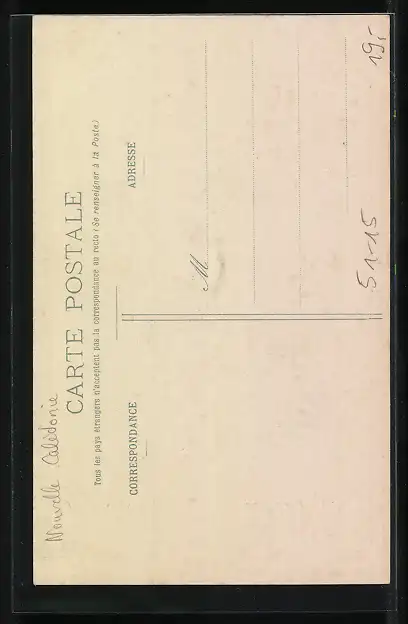 Nouvelle Calédonie
CARTE POSTALE
Tous les pays étrangers n'acceptent pas la correspondance au recto (Se renseigner à la Poste)
CORRESPONDANCE
ADRESSE
M
51-15
19,-